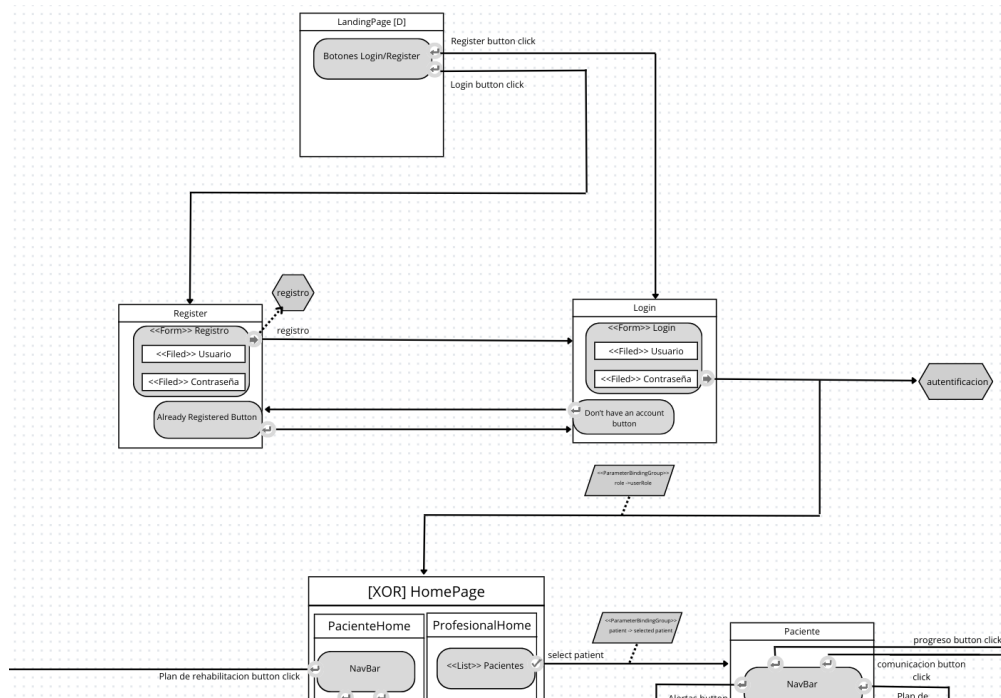 LandingPage [D]
Botones Login/Register
Register button click
Login button click
registro
Register
<<Form>> Registro
<<Filed>> Usuario
<<Filed>> Contraseña
Already Registered Button
registro
Login
<<Form>> Login
<<Filed>> Usuario
<<Filed>> Contraseña
Don't have an account
button
autentificacion
<<ParameterBindingGroup>>
role ->userRole
[XOR] HomePage
PacienteHome
ProfesionalHome
NavBar
<<List>> Pacientes
Plan de rehabilitacion button click
select patient
<<ParameterBindingGroup>>
patient -> selected patient
Paciente
NavBar
progreso button click
comunicacion button
click
Alertas button
Plan de